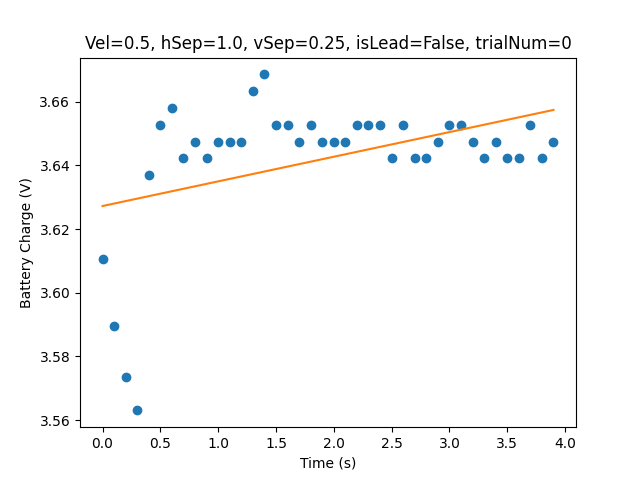 Vel=0.5, hSep=1.0, vSep=0.25, isLead=False, trialNum=0
Battery Charge (V)
3.66
3.64
3.62
3.60
3.58
3.56
0.0 0.5 1.0 1.5 2.0 2.5 3.0 3.5 4.0
Time (s)